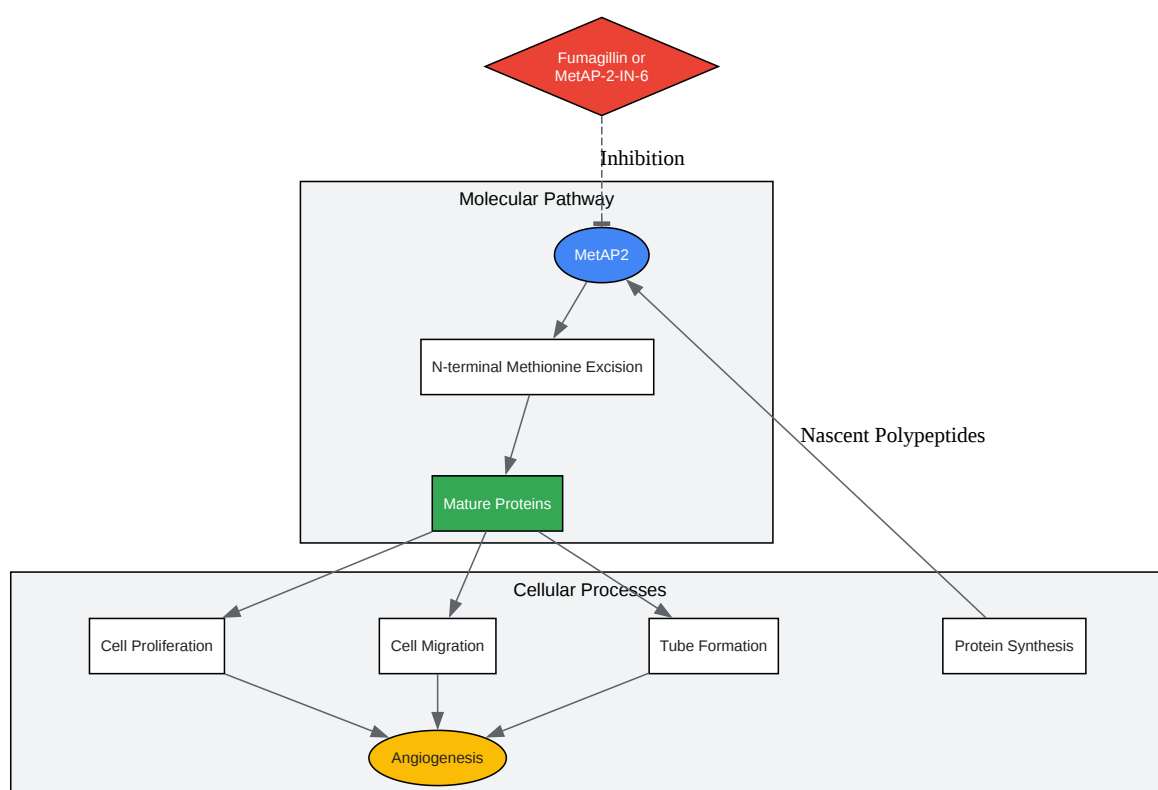 Fumagillin or
MetAP-2-IN-6
Inhibition
Molecular Pathway
MetAP2
N-terminal Methionine Excision
Nascent Polypeptides
Mature Proteins
Cellular Processes
Cell Proliferation
Cell Migration
Tube Formation
Protein Synthesis
Angiogenesis